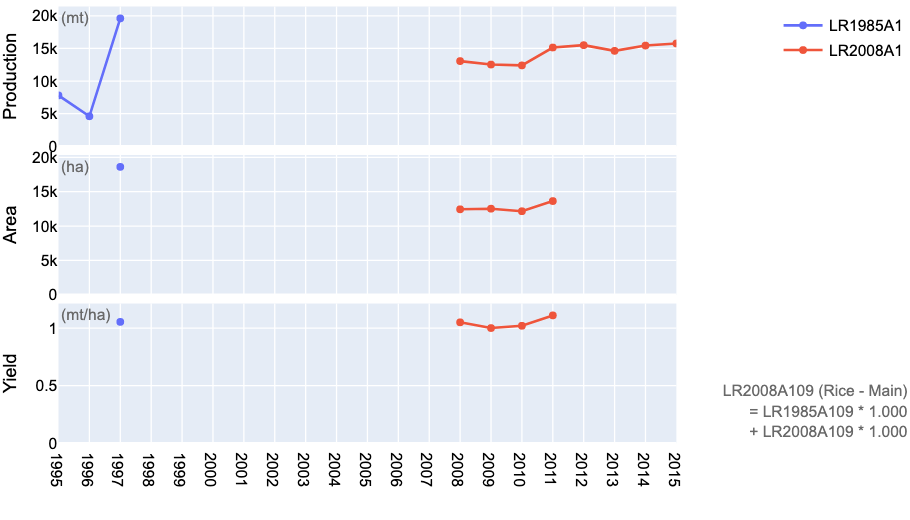 Production
20k
15k
10k
5k
0
(mt)
LR1985A1
LR2008A1
Area
20k
15k
10k
5k
0
(ha)
Yield
1
0.5
0
(mt/ha)
1995
1996
1997
1998
1999
2000
2001
2002
2003
2004
2005
2006
2007
2008
2009
2010
2011
2012
2013
2014
2015
LR2008A109 (Rice - Main)
= LR1985A109 * 1.000
+ LR2008A109 * 1.000